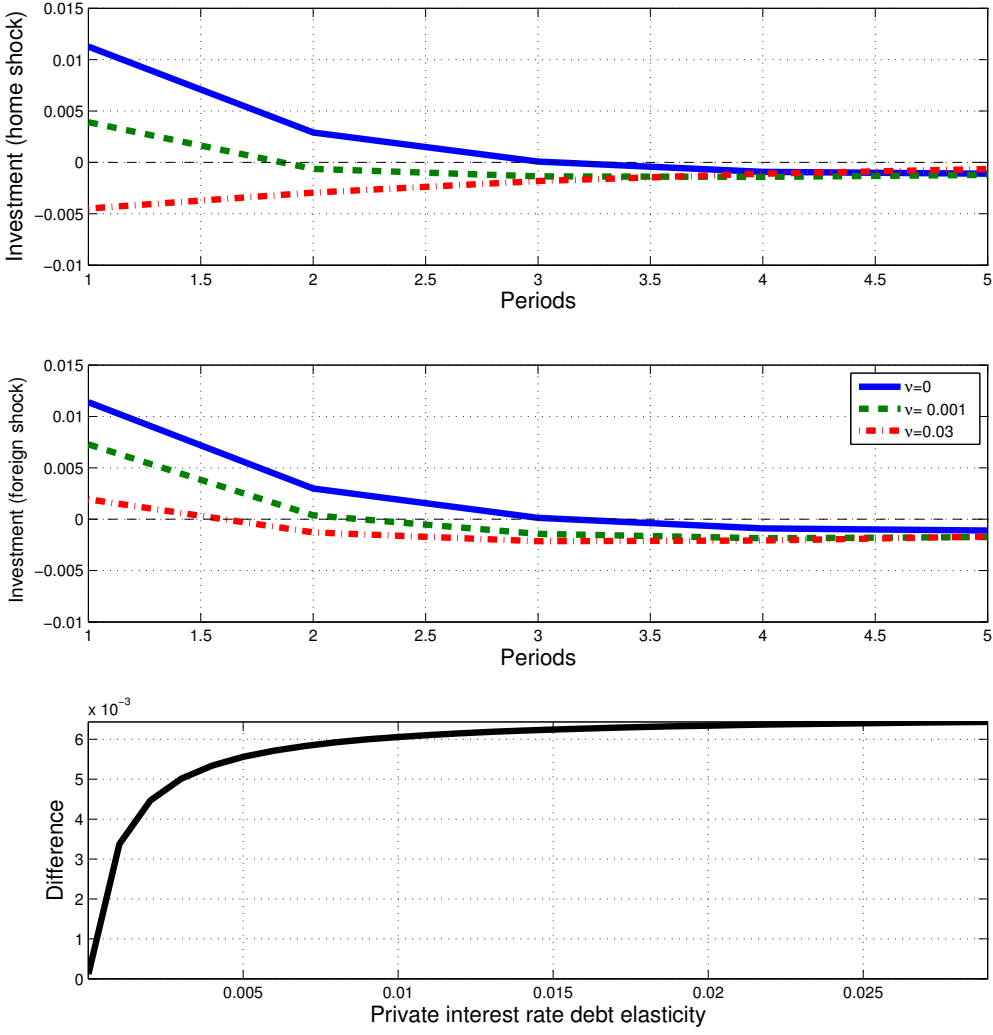 0.015
0.01
0.005
0
−0.005
−0.01
Investment (home shock)
1 1.5 2 2.5 3 3.5 4 4.5 5
Periods
0.015
0.01
0.005
0
−0.005
−0.01
Investment (foreign shock)
ν=0
ν= 0.001
ν=0.03
1 1.5 2 2.5 3 3.5 4 4.5 5
Periods
x 10⁻³
6
5
4
3
2
1
0
Difference
0.005 0.01 0.015 0.02 0.025
Private interest rate debt elasticity